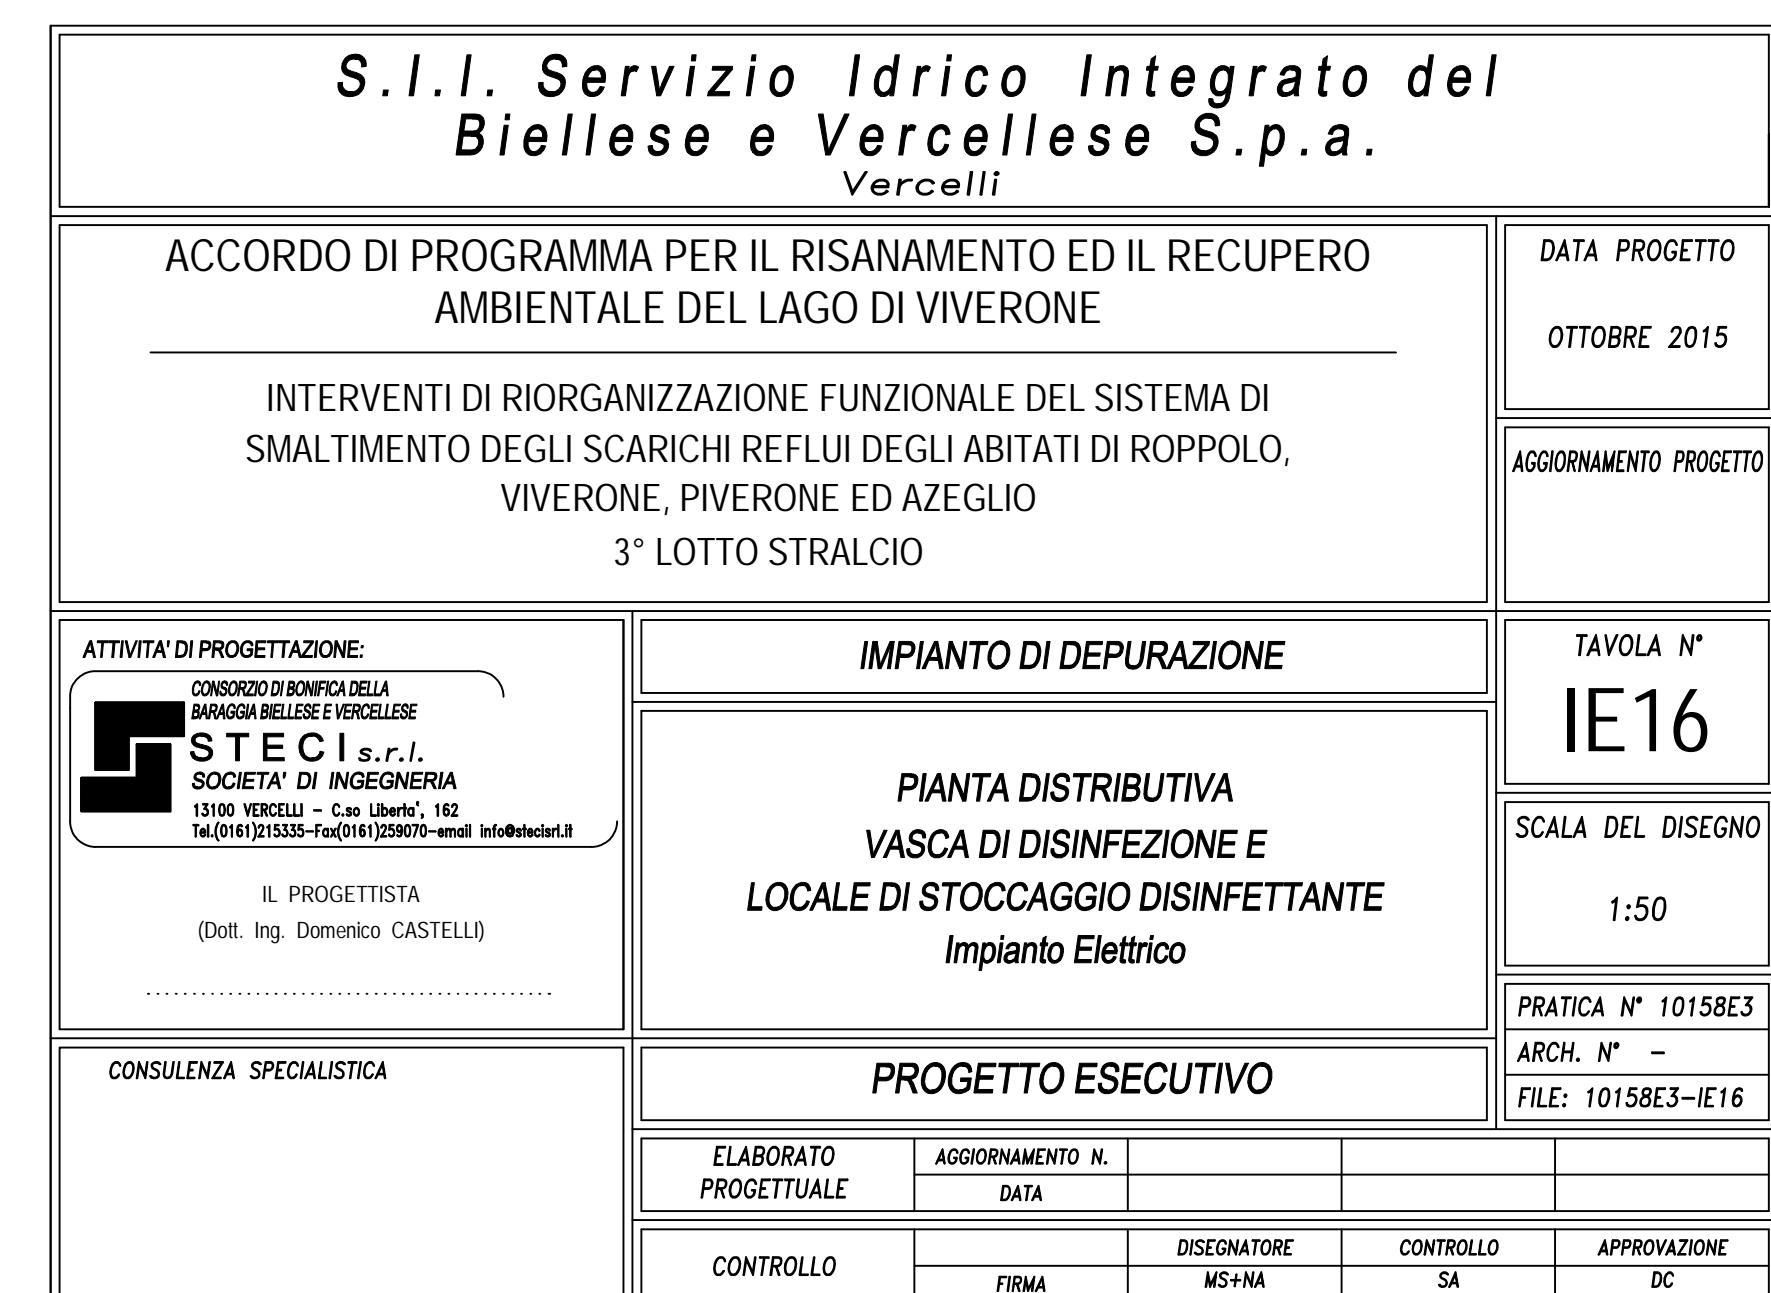 S.I.I. Servizio Idrico Integrato del
Biellese e Vercellese S.p.a.
Vercelli
ACCORDO DI PROGRAMMA PER IL RISANAMENTO ED IL RECUPERO
AMBIENTALE DEL LAGO DI VIVERONE
INTERVENTI DI RIORGANIZZAZIONE FUNZIONALE DEL SISTEMA DI
SMALTIMENTO DEGLI SCARICHI REFLUI DEGLI ABITATI DI ROPPOLO,
VIVERONE, PIVERONE ED AZEGLIO
3° LOTTO STRALCIO
DATA PROGETTO
OTTOBRE 2015
AGGIORNAMENTO PROGETTO
ATTIVITA' DI PROGETTAZIONE:
CONSORZIO DI BONIFICA DELLA
BARAGGIA BIELLESE E VERCELLESE
STECI s.r.l.
SOCIETA' DI INGEGNERIA
13100 VERCELLI - C.so Liberta', 162
Tel.(0161)215335-Fax(0161)259070-email info@stecisrl.it
IL PROGETTISTA
(Dott. Ing. Domenico CASTELLI)
IMPIANTO DI DEPURAZIONE
PIANTA DISTRIBUTIVA
VASCA DI DISINFEZIONE E
LOCALE DI STOCCAGGIO DISINFETTANTE
Impianto Elettrico
TAVOLA N°
IE16
SCALA DEL DISEGNO
1:50
PRATICA N° 10158E3
ARCH. N° -
FILE: 10158E3-IE16
CONSULENZA SPECIALISTICA
PROGETTO ESECUTIVO
ELABORATO
PROGETTUALE
AGGIORNAMENTO N.
DATA
CONTROLLO
DISEGNATORE CONTROLLO APPROVAZIONE
FIRMA MS+NA SA DC